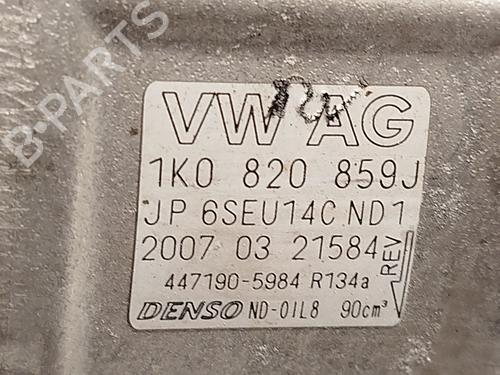 B-PARTS
VW AG
1K0 820 859J
JP 6SEU14C ND1
2007 03 21584
REV
447190-5984 R134a
DENSO ND-OIL8 90cm³